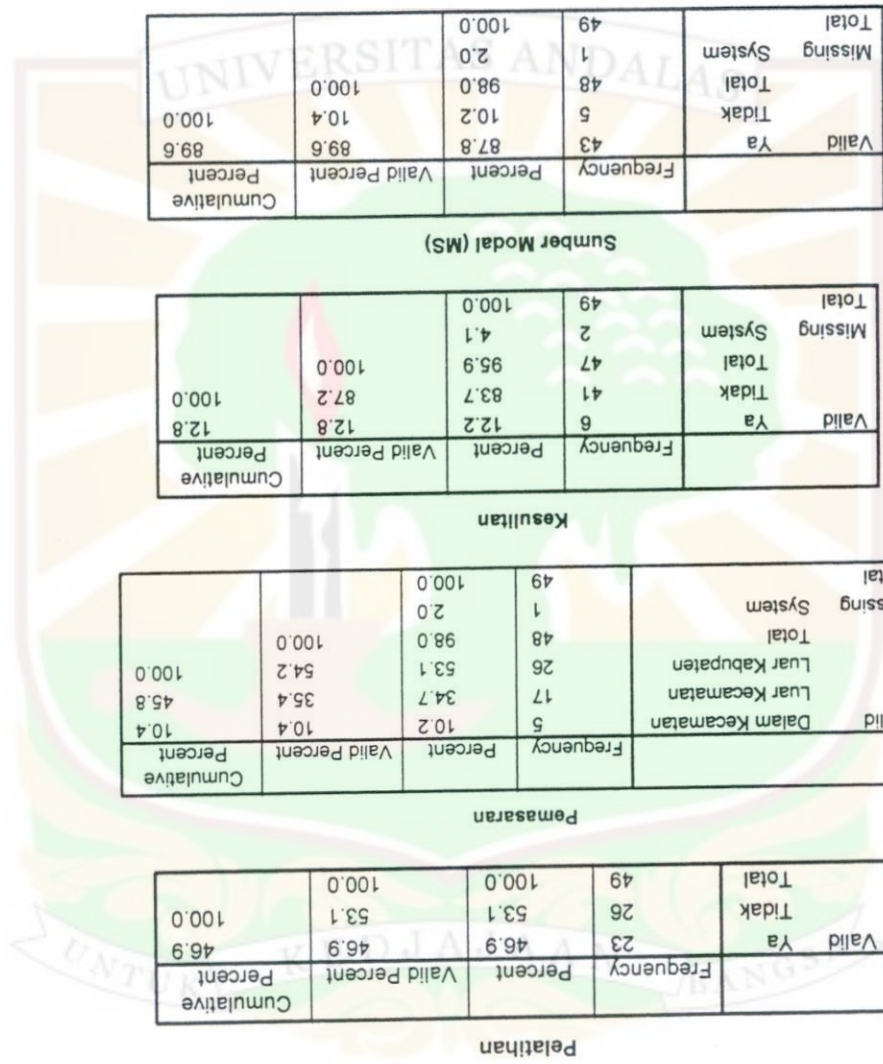 Pelatihan
Frequency Percent Valid Percent Cumulative Percent
Valid Ya 23 46.9 46.9 46.9
Tidak 26 53.1 53.1 100.0
Total 49 100.0 100.0
Pemasaran
Frequency Percent Valid Percent Cumulative Percent
lid Dalam Kecamatan 5 10.2 10.4 10.4
Luar Kecamatan 17 34.7 35.4 45.8
Luar Kabupaten 26 53.1 54.2 100.0
Total 48 98.0 100.0
ssing System 1 2.0
tal 49 100.0
Kesulitan
Frequency Percent Valid Percent Cumulative Percent
Valid Ya 6 12.2 12.8 12.8
Tidak 41 83.7 87.2 100.0
Total 47 95.9 100.0
Missing System 2 4.1
Total 49 100.0
Sumber Modal (MS)
Frequency Percent Valid Percent Cumulative Percent
Valid Ya 43 87.8 89.6 89.6
Tidak 5 10.2 10.4 100.0
Total 48 98.0 100.0
Missing System 1 2.0
Total 49 100.0
UNIVERSITAS ANDALAS
UNTUK KEDJAJAAN BANGSA